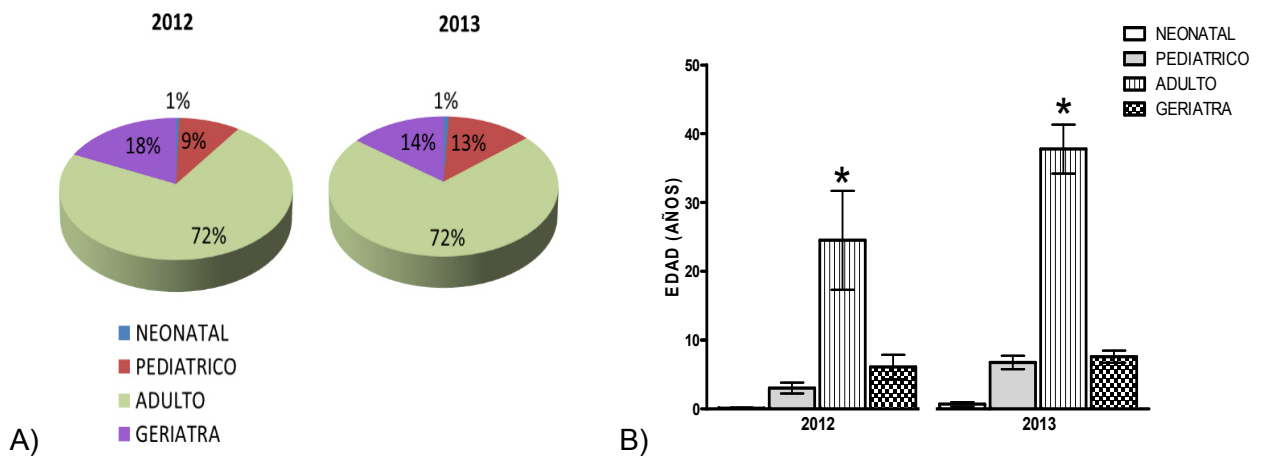 2012
2013
1%
18%
9%
72%
1%
14%
13%
72%
NEONATAL
PEDIATRICO
ADULTO
GERIATRA
A)
NEONATAL
PEDIATRICO
ADULTO
GERIATRA
EDAD (AÑOS)
50
40
30
20
10
0
*
*
2012
2013
B)